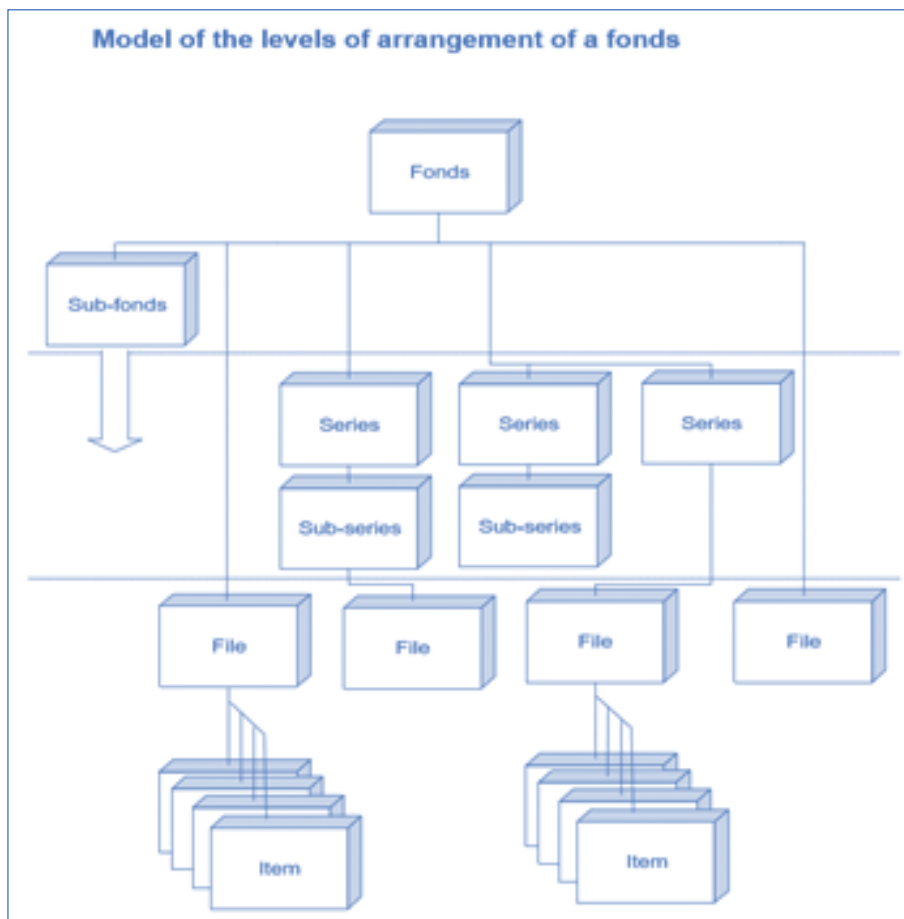 Model of the levels of arrangement of a fonds
Fonds
Sub-fonds
Series
Series
Series
Sub-series
Sub-series
File
File
File
File
Item
Item